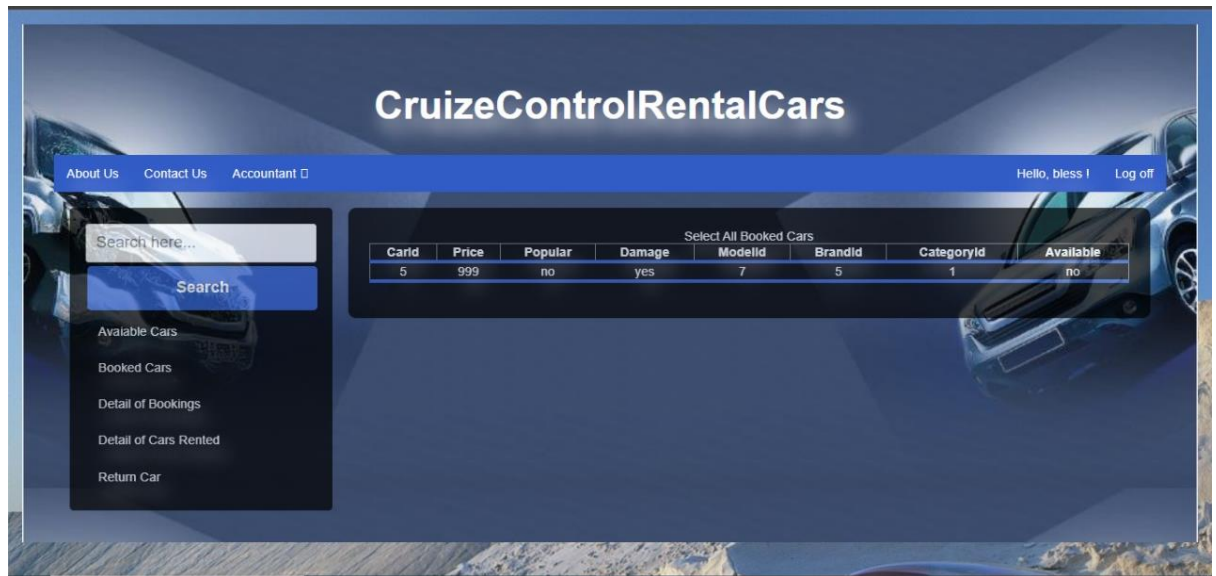 CruizeControlRentalCars
About Us Contact Us Accountant Hello, bless ! Log off
Search here...
Search
Avaiable Cars
Booked Cars
Detail of Bookings
Detail of Cars Rented
Return Car
Select All Booked Cars
CarId Price Popular Damage ModelId BrandId CategoryId Available
5 999 no yes 7 5 1 no